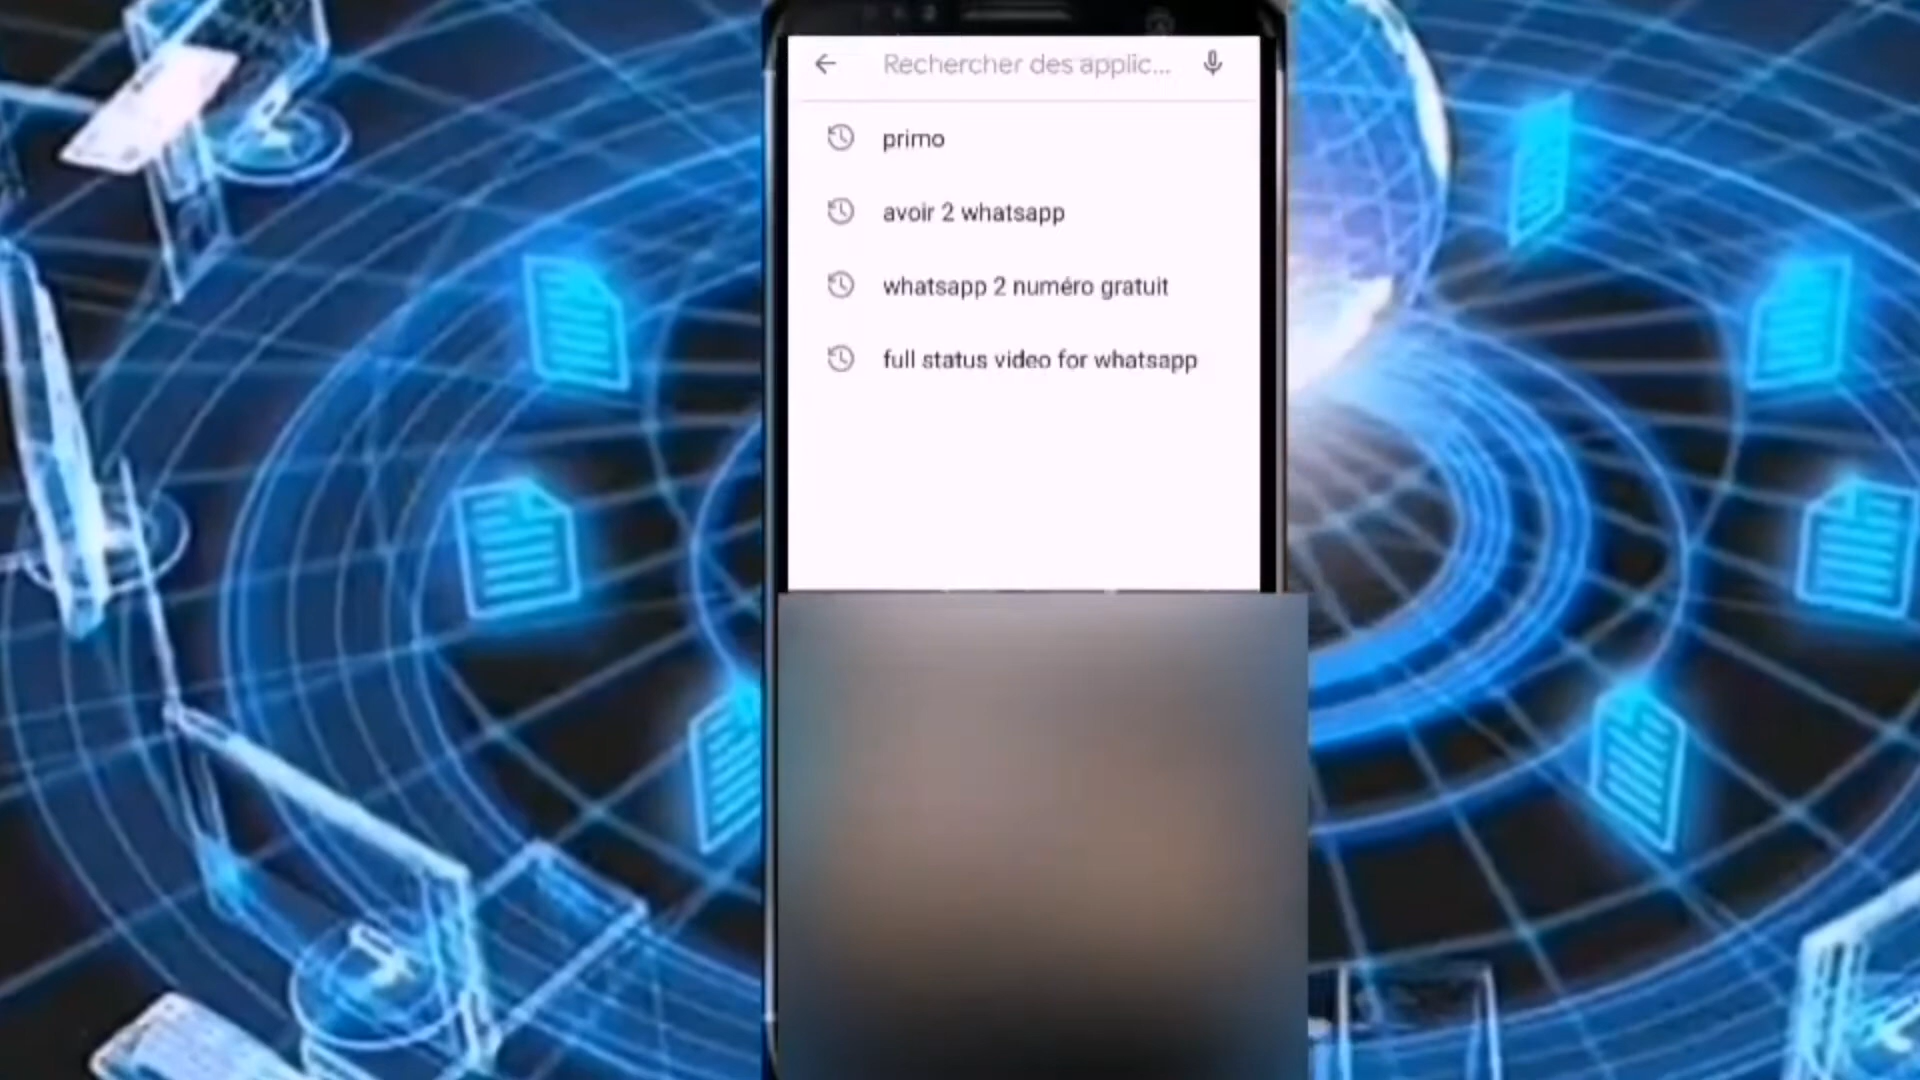 Rechercher des applic...
primo
avoir 2 whatsapp
whatsapp 2 numéro gratuit
full status video for whatsapp